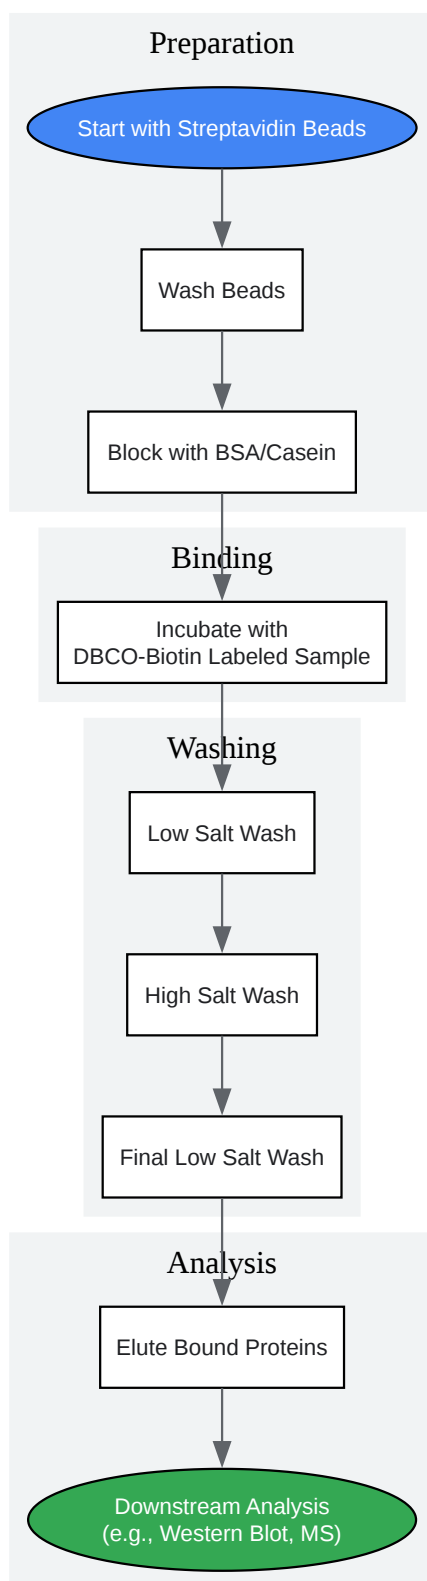 Preparation
Start with Streptavidin Beads
Wash Beads
Block with BSA/Casein
Binding
Incubate with
DBCO-Biotin Labeled Sample
Washing
Low Salt Wash
High Salt Wash
Final Low Salt Wash
Analysis
Elute Bound Proteins
Downstream Analysis
(e.g., Western Blot, MS)